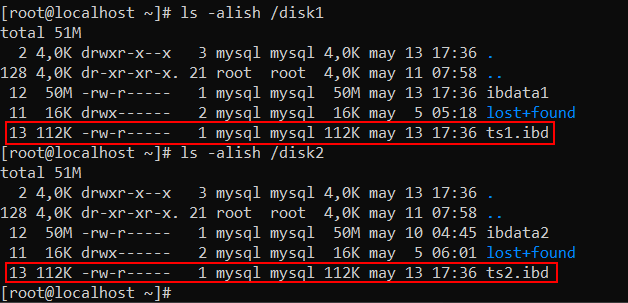 [root@localhost ~]# ls -alish /disk1
total 51M
  2 4,0K drwxr-x--x   3 mysql mysql 4,0K may 13 17:36 .
128 4,0K dr-xr-xr-x. 21 root  root  4,0K may 11 07:58 ..
 12  50M -rw-r-----   1 mysql mysql  50M may 13 17:36 ibdata1
 11  16K drwx------   2 mysql mysql  16K may  5 05:18 lost+found
 13 112K -rw-r-----   1 mysql mysql 112K may 13 17:36 ts1.ibd
[root@localhost ~]# ls -alish /disk2
total 51M
  2 4,0K drwxr-x--x   3 mysql mysql 4,0K may 13 17:36 .
128 4,0K dr-xr-xr-x. 21 root  root  4,0K may 11 07:58 ..
 12  50M -rw-r-----   1 mysql mysql  50M may 10 04:45 ibdata2
 11  16K drwx------   2 mysql mysql  16K may  5 06:01 lost+found
 13 112K -rw-r-----   1 mysql mysql 112K may 13 17:36 ts2.ibd
[root@localhost ~]#